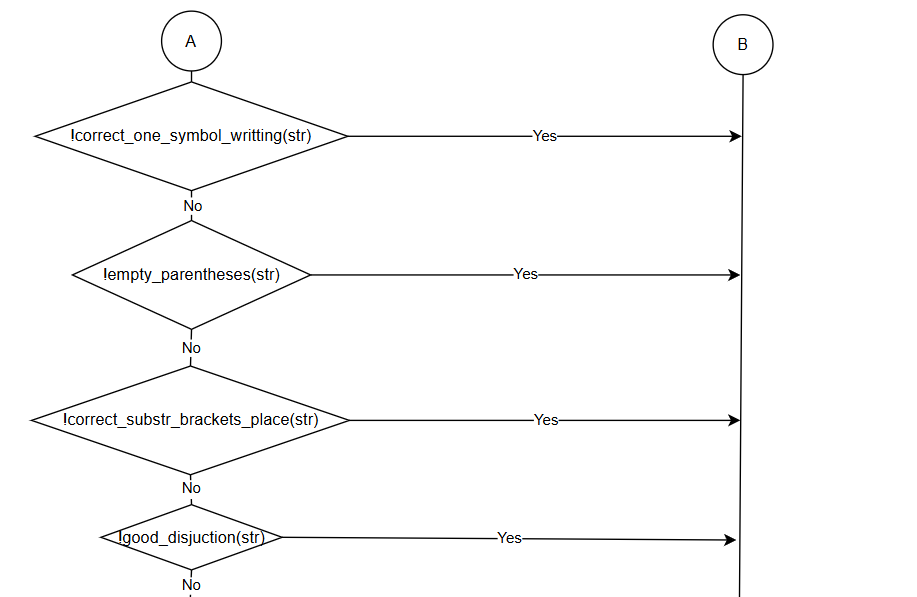 A
B
!correct_one_symbol_writting(str)
Yes
No
!empty_parentheses(str)
Yes
No
!correct_substr_brackets_place(str)
Yes
No
!good_disjuction(str)
Yes
No